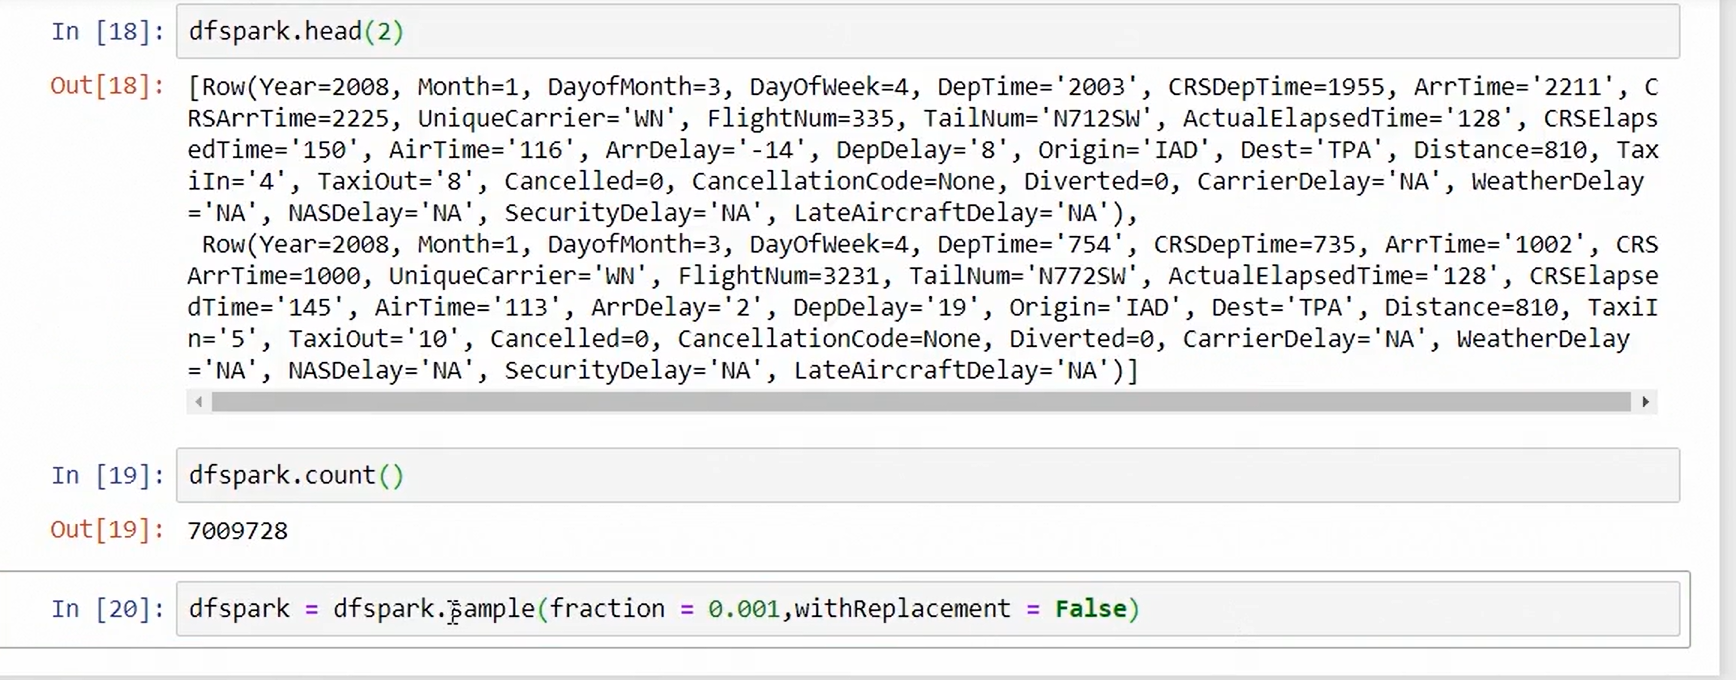 In [18]: dfspark.head(2)
Out[18]: [Row(Year=2008, Month=1, DayofMonth=3, DayOfWeek=4, DepTime='2003', CRSDepTime=1955, ArrTime='2211', C
RSArrTime=2225, UniqueCarrier='WN', FlightNum=335, TailNum='N712SW', ActualElapsedTime='128', CRSElaps
edTime='150', AirTime='116', ArrDelay='-14', DepDelay='8', Origin='IAD', Dest='TPA', Distance=810, Tax
iIn='4', TaxiOut='8', Cancelled=0, CancellationCode=None, Diverted=0, CarrierDelay='NA', WeatherDelay
='NA', NASDelay='NA', SecurityDelay='NA', LateAircraftDelay='NA'),
Row(Year=2008, Month=1, DayofMonth=3, DayOfWeek=4, DepTime='754', CRSDepTime=735, ArrTime='1002', CRS
ArrTime=1000, UniqueCarrier='WN', FlightNum=3231, TailNum='N772SW', ActualElapsedTime='128', CRSElapse
dTime='145', AirTime='113', ArrDelay='2', DepDelay='19', Origin='IAD', Dest='TPA', Distance=810, TaxiI
n='5', TaxiOut='10', Cancelled=0, CancellationCode=None, Diverted=0, CarrierDelay='NA', WeatherDelay
='NA', NASDelay='NA', SecurityDelay='NA', LateAircraftDelay='NA')]
In [19]: dfspark.count()
Out[19]: 7009728
In [20]: dfspark = dfspark.sample(fraction = 0.001,withReplacement = False)